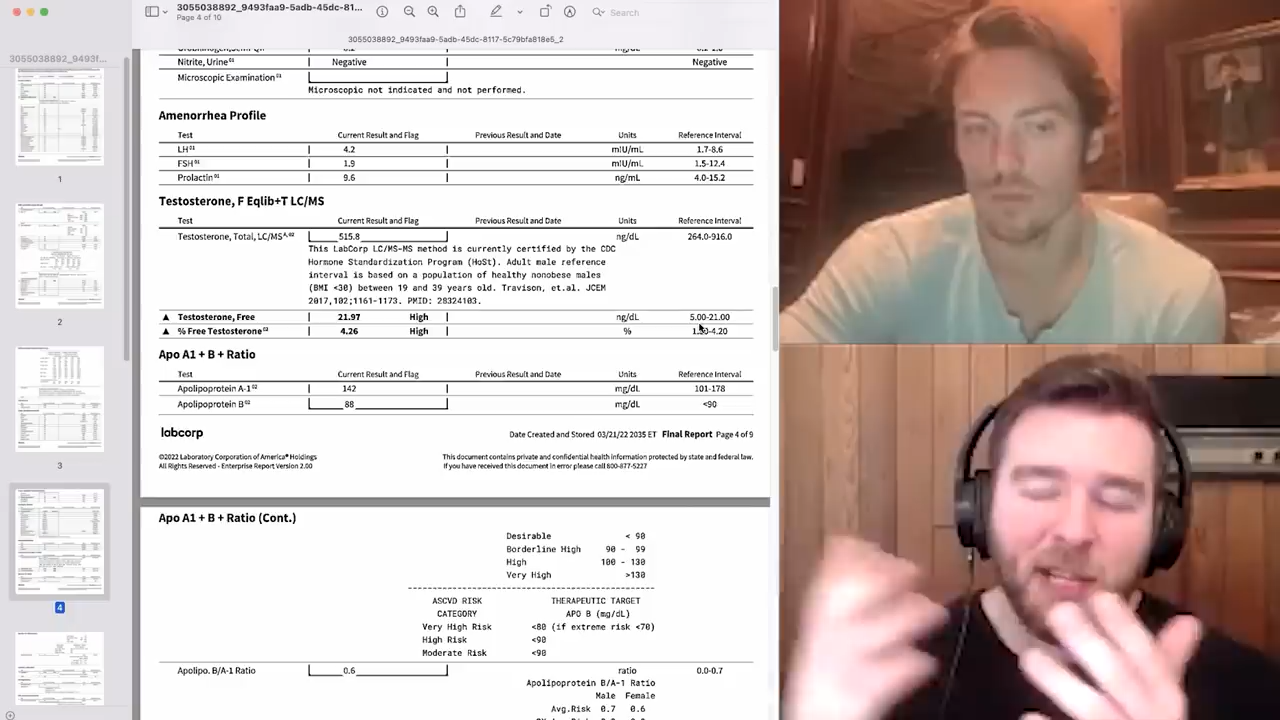 3055038892_9493faa9-5adb-45dc-81...
Page 4 of 10
Search
3055038892_9493faa9-5adb-45dc-8117-5c79bfa818e5_2
3055038892_9493f...
1
2
3
4
Nitrite, Urine 01 Negative Negative
Microscopic Examination 01
Microscopic not indicated and not performed.
Amenorrhea Profile
Test Current Result and Flag Previous Result and Date Units Reference Interval
LH 01 4.2 mIU/mL 1.7-8.6
FSH 01 1.9 mIU/mL 1.5-12.4
Prolactin 01 9.6 ng/mL 4.0-15.2
Testosterone, F Eqlib+T LC/MS
Test Current Result and Flag Previous Result and Date Units Reference Interval
Testosterone, Total, LC/MS A,02 515.8 ng/dL 264.0-916.0
This LabCorp LC/MS-MS method is currently certified by the CDC
Hormone Standardization Program (HoSt). Adult male reference
interval is based on a population of healthy nonobese males
(BMI <30) between 19 and 39 years old. Travison, et.al. JCEM
2017,102;1161-1173. PMID: 28324103.
▲ Testosterone, Free 21.97 High ng/dL 5.00-21.00
▲ % Free Testosterone 02 4.26 High % -4.20
Apo A1 + B + Ratio
Test Current Result and Flag Previous Result and Date Units Reference Interval
Apolipoprotein A-1 02 142 mg/dL 101-178
Apolipoprotein B 02 88 mg/dL <90
labcorp
Date Created and Stored 03/21/22 2035 ET Final Report Page 4 of 9
©2022 Laboratory Corporation of America® Holdings
All Rights Reserved - Enterprise Report Version 2.00
This document contains private and confidential health information protected by state and federal law.
If you have received this document in error please call 800-877-5227
Apo A1 + B + Ratio (Cont.)
Desirable < 90
Borderline High 90 - 99
High 100 - 130
Very High >130
ASCVD RISK THERAPEUTIC TARGET
CATEGORY APO B (mg/dL)
Very High Risk <80 (if extreme risk <70)
High Risk <90
Moderate Risk <90
Apolipo. B/A-1 Ratio 0.6 ratio 0.0-0.7
Apolipoprotein B/A-1 Ratio
Male Female
Avg.Risk 0.7 0.6